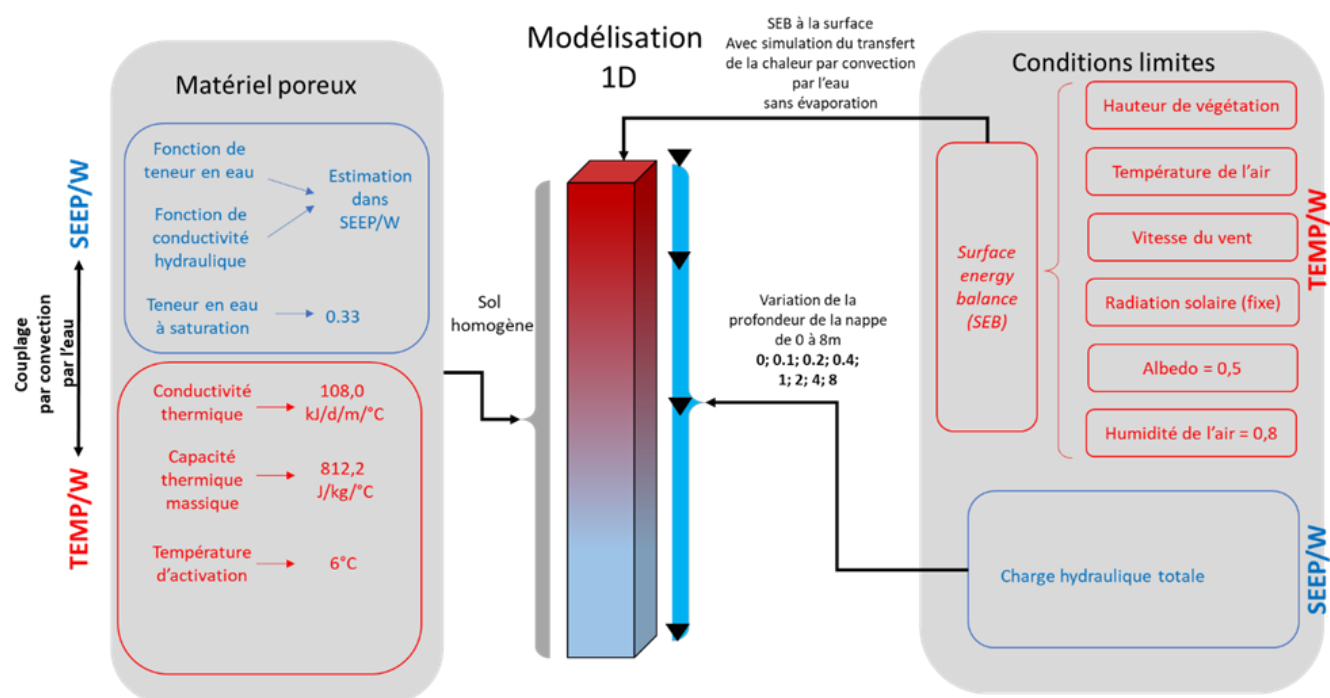 Modélisation
1D
SEB à la surface
Avec simulation du transfert
de la chaleur par convection
par l'eau
sans évaporation
Matériel poreux
Fonction de
teneur en eau
Fonction de
conductivité
hydraulique
Estimation
dans
SEEP/W
Teneur en eau
à saturation
0.33
Conductivité
thermique
108,0
kJ/d/m/°C
Capacité
thermique
massique
812,2
J/kg/°C
Température
d'activation
6°C
SEEP/W
Couplage
par convection
par l'eau
TEMP/W
Sol
homogène
Variation de la
profondeur de la nappe
de 0 à 8m
0; 0.1; 0.2; 0.4;
1; 2; 4; 8
Conditions limites
Surface
energy
balance
(SEB)
Hauteur de végétation
Température de l'air
Vitesse du vent
Radiation solaire (fixe)
Albedo = 0,5
Humidité de l'air = 0,8
TEMP/W
Charge hydraulique totale
SEEP/W